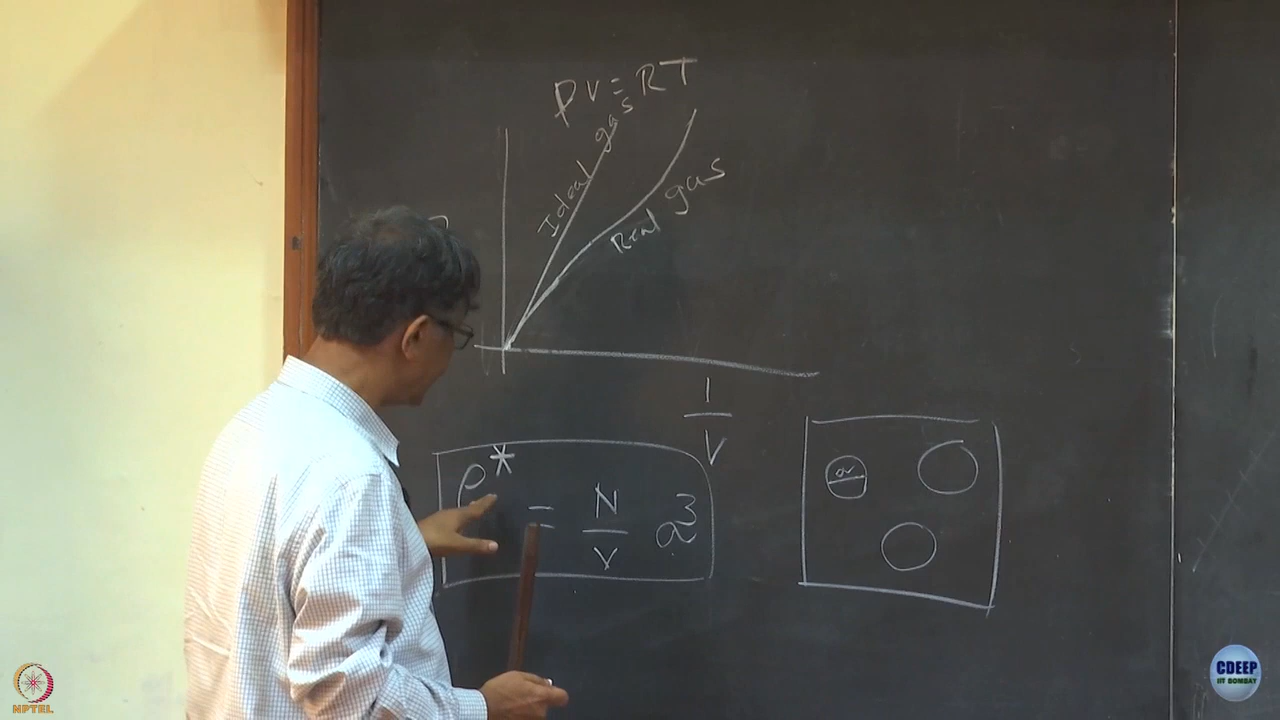 PV = RT
Ideal gas
Real gas
1
V
ρ* = N/V a³
a
NPTEL
CDEEP
IIT BOMBAY